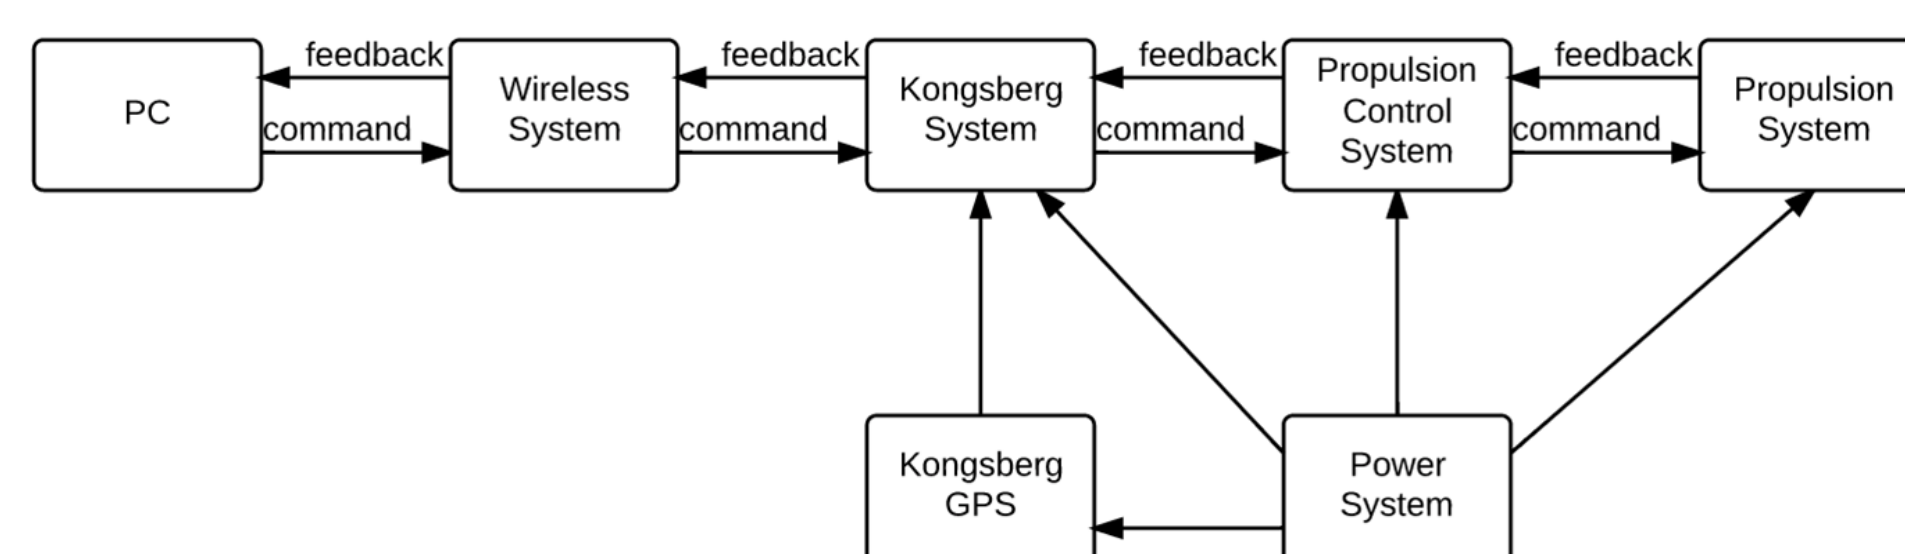 feedback
feedback
feedback
feedback
PC
Wireless
System
Kongsberg
System
Propulsion
Control
System
Propulsion
System
command
command
command
command
Kongsberg
GPS
Power
System